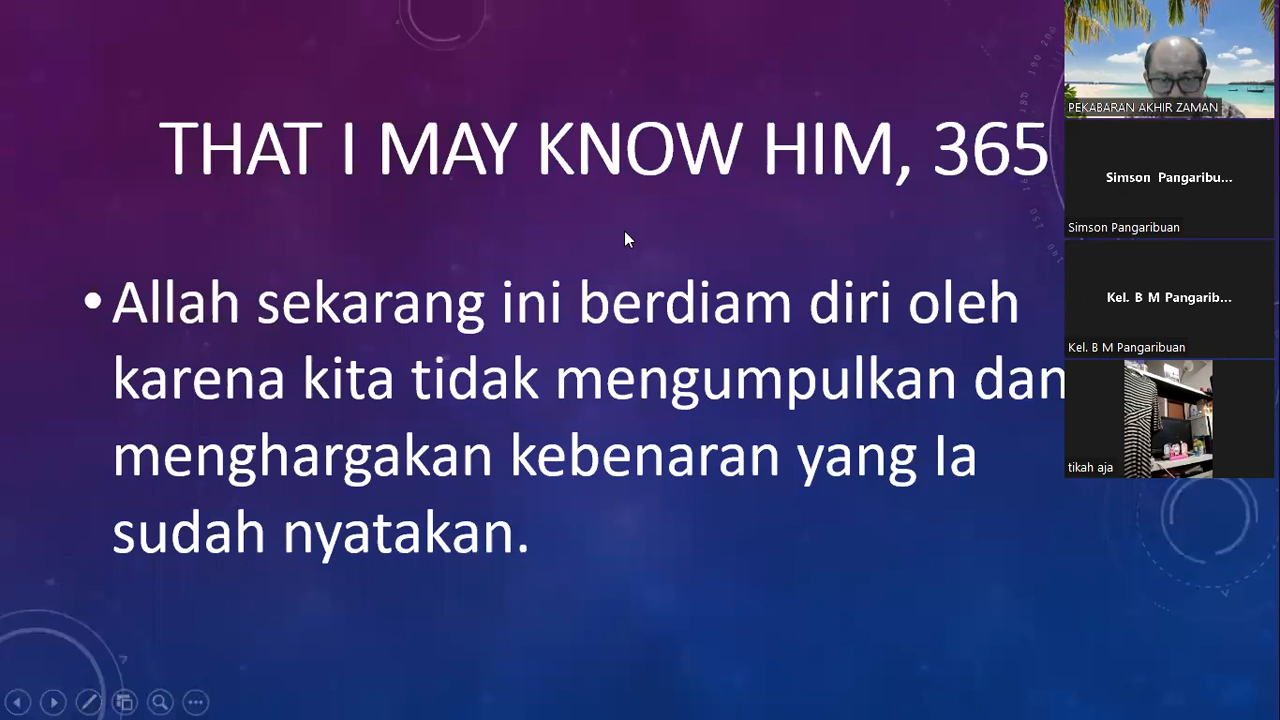 THAT I MAY KNOW HIM, 365
• Allah sekarang ini berdiam diri oleh
karena kita tidak mengumpulkan dan
menghargakan kebenaran yang Ia
sudah nyatakan.
PEKABARAN AKHIR ZAMAN
Simson Pangaribu...
Simson Pangaribuan
Kel. B M Pangarib...
Kel. B M Pangaribuan
tikah aja